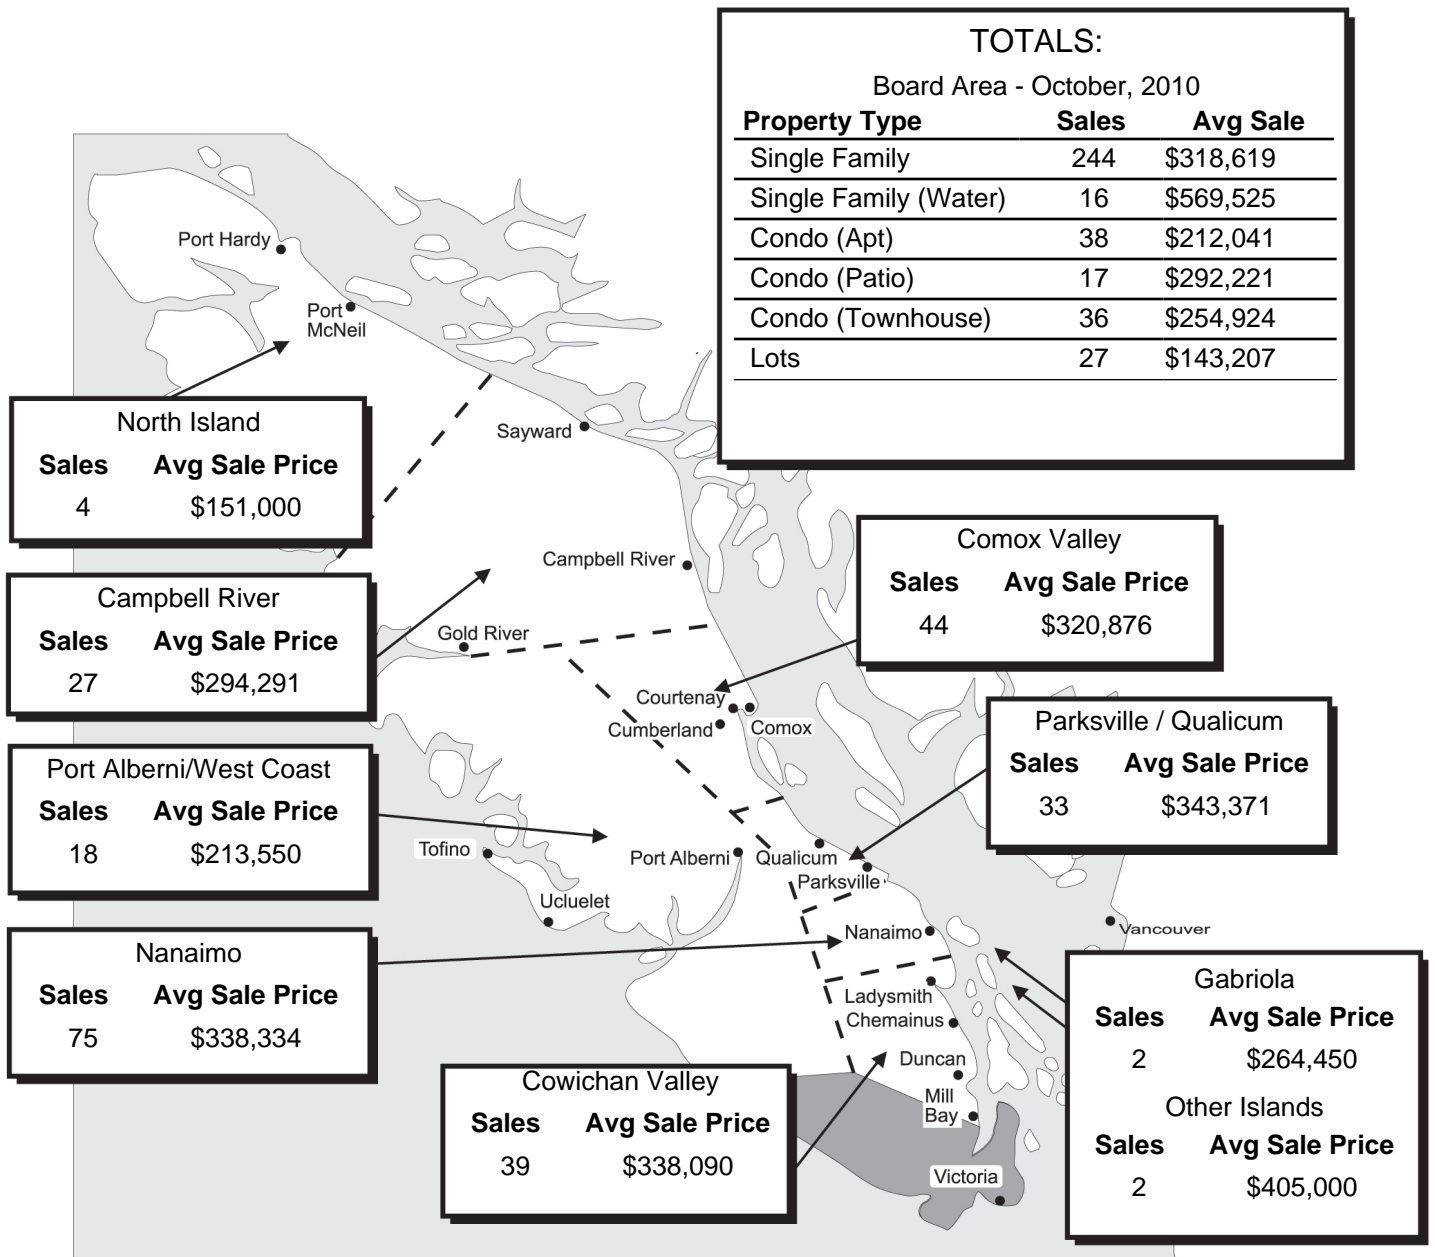 TOTALS:
Board Area - October, 2010
Property Type Sales Avg Sale
Single Family 244 $318,619
Single Family (Water) 16 $569,525
Condo (Apt) 38 $212,041
Condo (Patio) 17 $292,221
Condo (Townhouse) 36 $254,924
Lots 27 $143,207
Port Hardy
Port
McNeil
North Island
Sales Avg Sale Price
4 $151,000
Sayward
Campbell River
Comox Valley
Sales Avg Sale Price
44 $320,876
Campbell River
Sales Avg Sale Price
27 $294,291
Gold River
Courtenay
Cumberland
Comox
Parksville / Qualicum
Sales Avg Sale Price
33 $343,371
Port Alberni/West Coast
Sales Avg Sale Price
18 $213,550
Tofino
Port Alberni
Qualicum
Parksville
Ucluelet
Nanaimo
Vancouver
Nanaimo
Sales Avg Sale Price
75 $338,334
Ladysmith
Chemainus
Duncan
Mill
Bay
Victoria
Gabriola
Sales Avg Sale Price
2 $264,450
Other Islands
Sales Avg Sale Price
2 $405,000
Cowichan Valley
Sales Avg Sale Price
39 $338,090